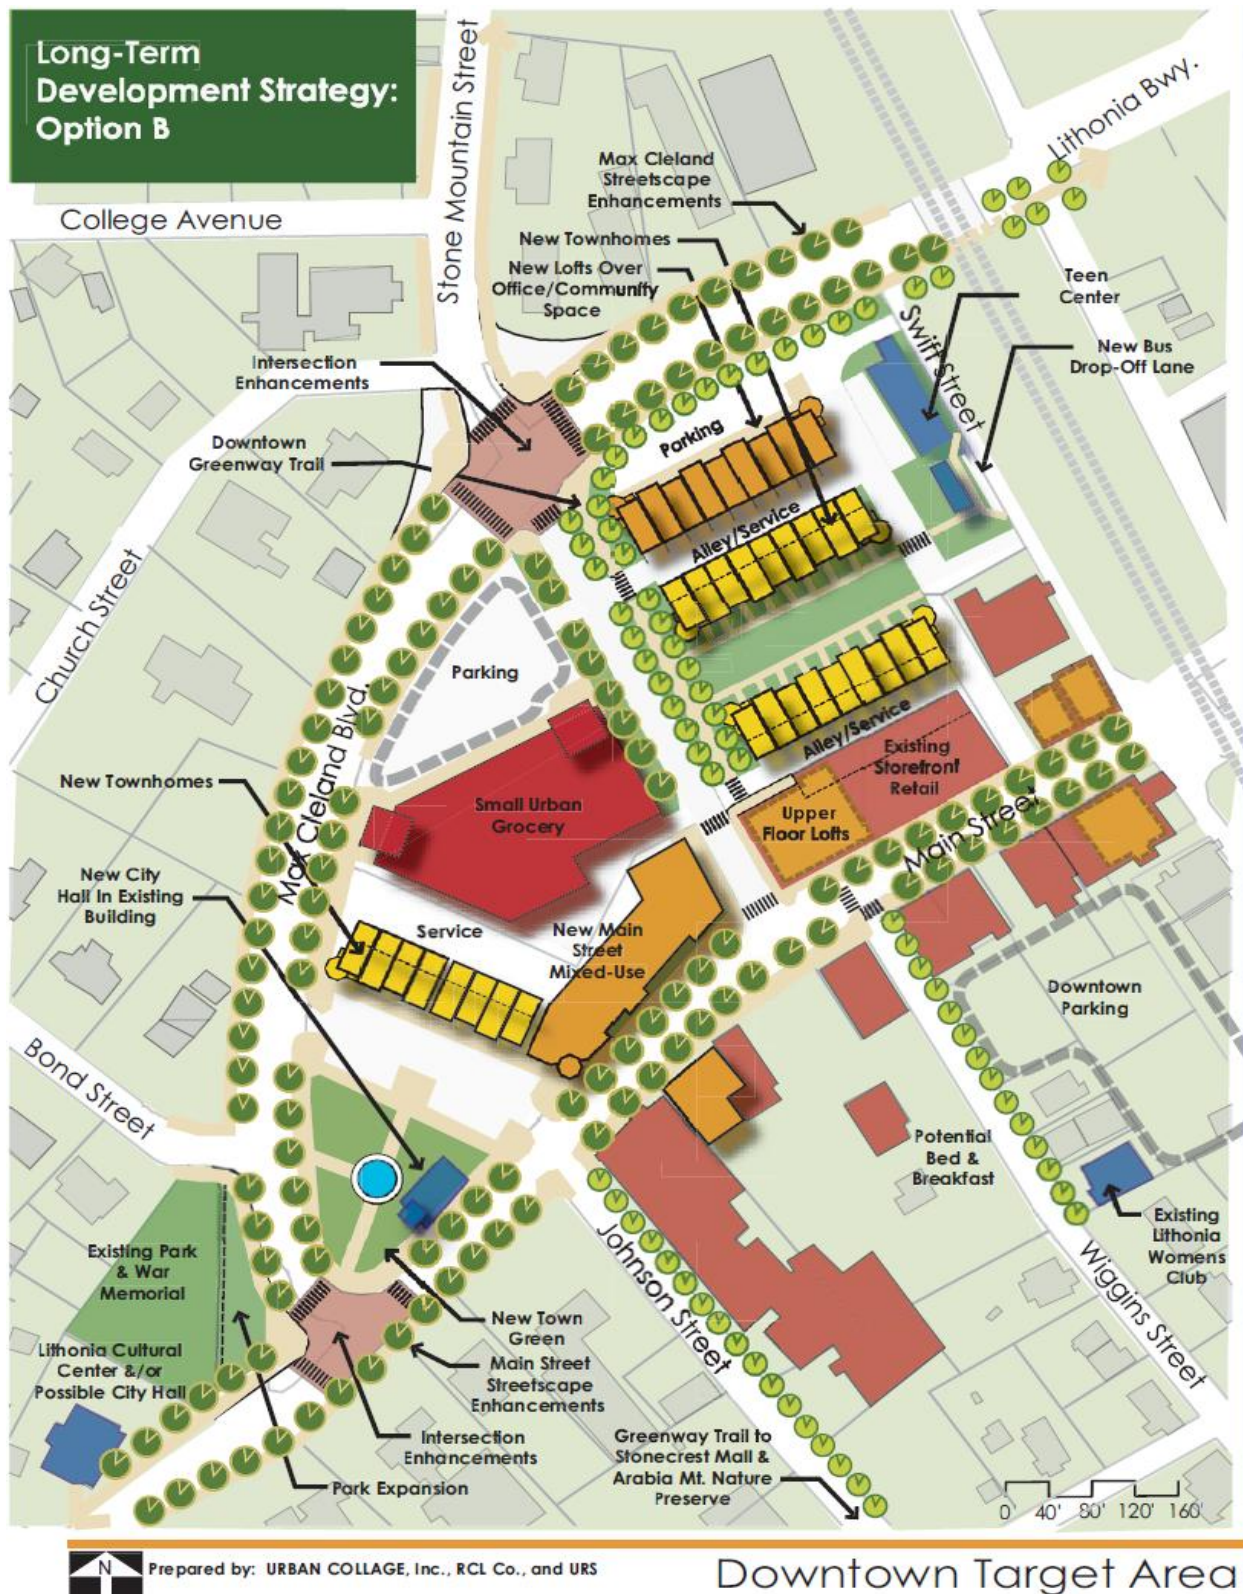 Long-Term
Development Strategy:
Option B
Stone Mountain Street
Lithonia Bwy.
College Avenue
Max Cleland
Streetscape
Enhancements
New Townhomes
New Lofts Over
Office/Community
Space
Teen
Center
Swift Street
New Bus
Drop-Off Lane
Intersection
Enhancements
Downtown
Greenway Trail
Parking
Alley/Service
Church Street
Parking
Max Cleland Blvd.
Alley/Service
Existing
Storefront
Retail
New Townhomes
Small Urban
Grocery
Upper
Floor Lofts
Main Street
New City
Hall In Existing
Building
Service
New Main
Street
Mixed-Use
Downtown
Parking
Bond Street
Potential
Bed &
Breakfast
Existing
Lithonia
Womens
Club
Existing Park
& War
Memorial
Johnson Street
Wiggins Street
New Town
Green
Lithonia Cultural
Center &/or
Possible City Hall
Main Street
Streetscape
Enhancements
Intersection
Enhancements
Park Expansion
Greenway Trail to
Stonecrest Mall &
Arabia Mt. Nature
Preserve
0' 40' 80' 120' 160'
N
Prepared by: URBAN COLLAGE, Inc., RCL Co., and URS
Downtown Target Area